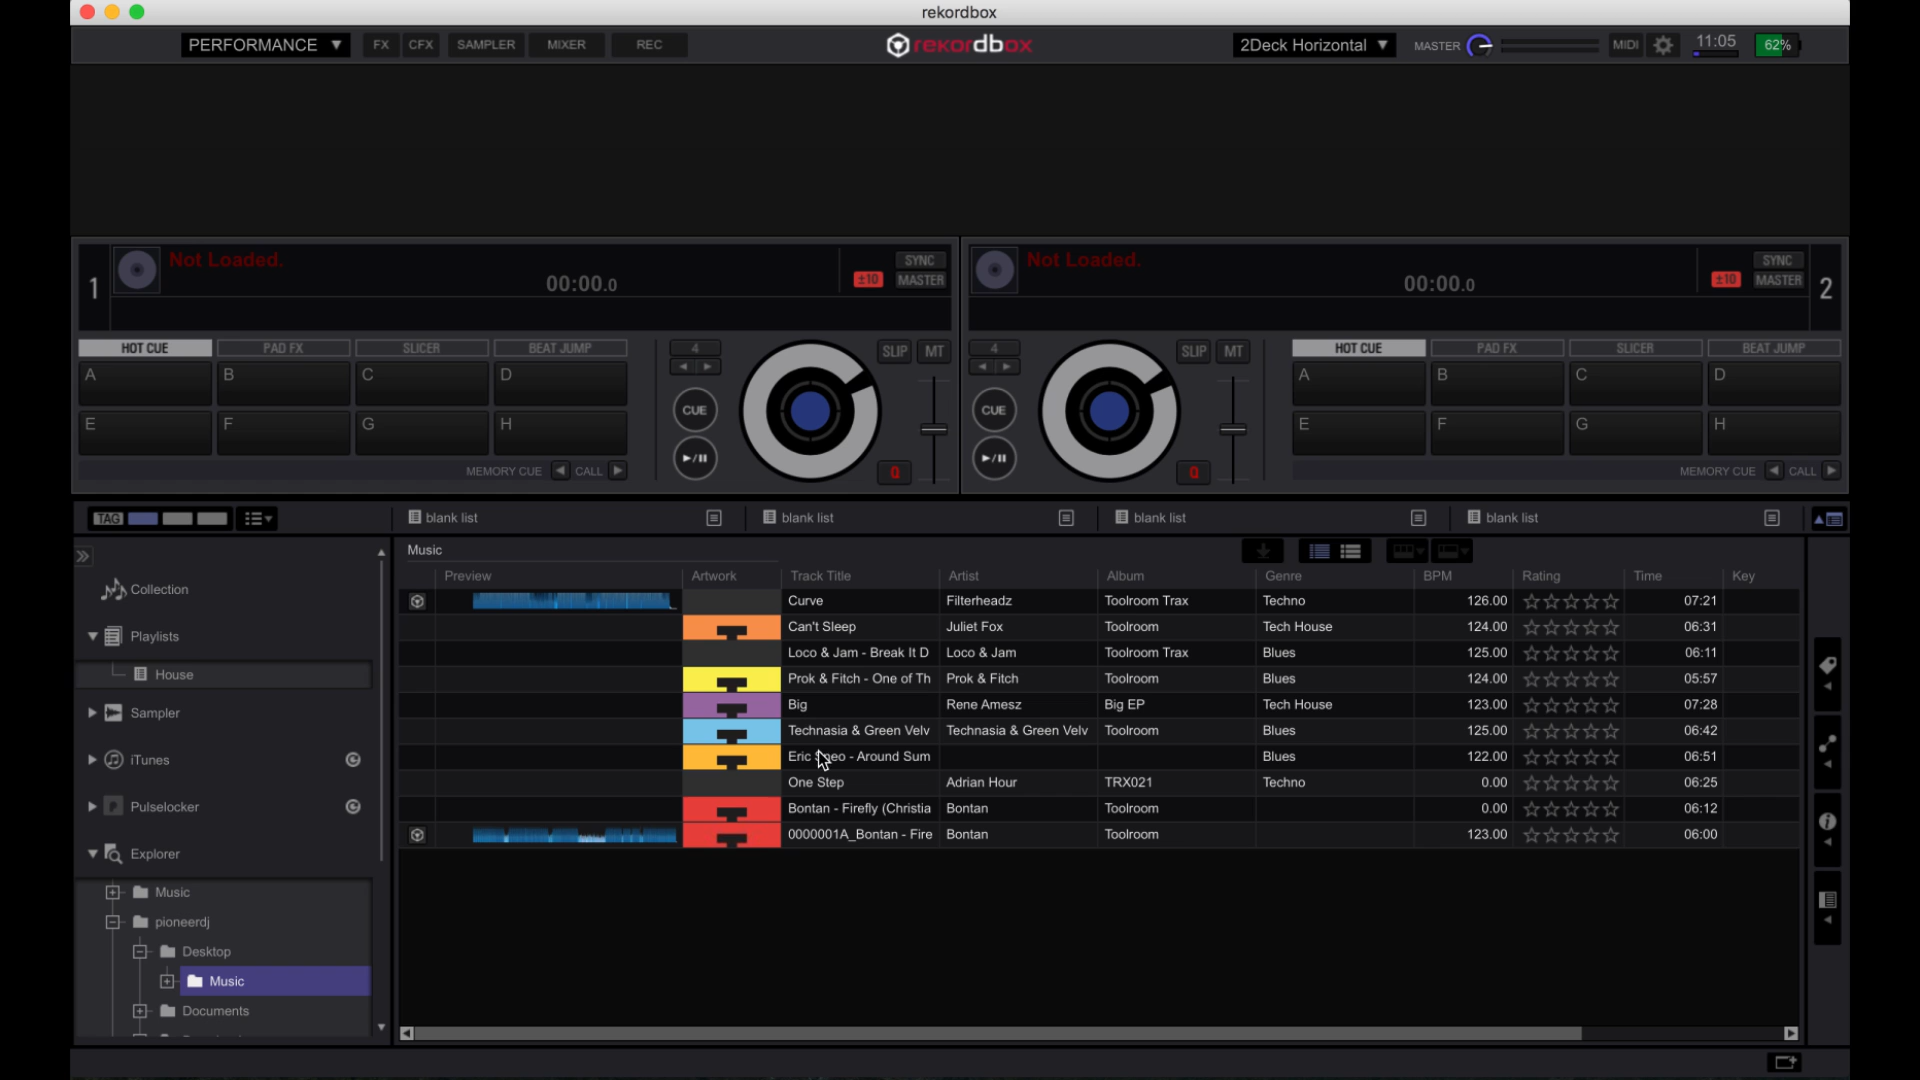 rekordbox
PERFORMANCE FX CFX SAMPLER MIXER REC rekordbox 2Deck Horizontal MASTER MIDI 11:05 62%
1 Not Loaded. 00:00.0 ±10 SYNC MASTER
Not Loaded. 00:00.0 ±10 SYNC MASTER 2
HOT CUE PAD FX SLICER BEAT JUMP 4 SLIP MT
A B C D
CUE
E F G H
MEMORY CUE CALL Q
4 SLIP MT HOT CUE PAD FX SLICER BEAT JUMP
CUE A B C D
E F G H
Q MEMORY CUE CALL
TAG blank list blank list blank list blank list
Collection
Playlists
House
Sampler
iTunes
Pulselocker
Explorer
Music
pioneerdj
Desktop
Music
Documents
Music
Preview Artwork Track Title Artist Album Genre BPM Rating Time Key
Curve Filterheadz Toolroom Trax Techno 126.00 07:21
Can't Sleep Juliet Fox Toolroom Tech House 124.00 06:31
Loco & Jam - Break It D Loco & Jam Toolroom Trax Blues 125.00 06:11
Prok & Fitch - One of Th Prok & Fitch Toolroom Blues 124.00 05:57
Big Rene Amesz Big EP Tech House 123.00 07:28
Technasia & Green Velv Technasia & Green Velv Toolroom Blues 125.00 06:42
Eric - Around Sum Blues 122.00 06:51
One Step Adrian Hour TRX021 Techno 0.00 06:25
Bontan - Firefly (Christia Bontan Toolroom 0.00 06:12
0000001A_Bontan - Fire Bontan Toolroom 123.00 06:00